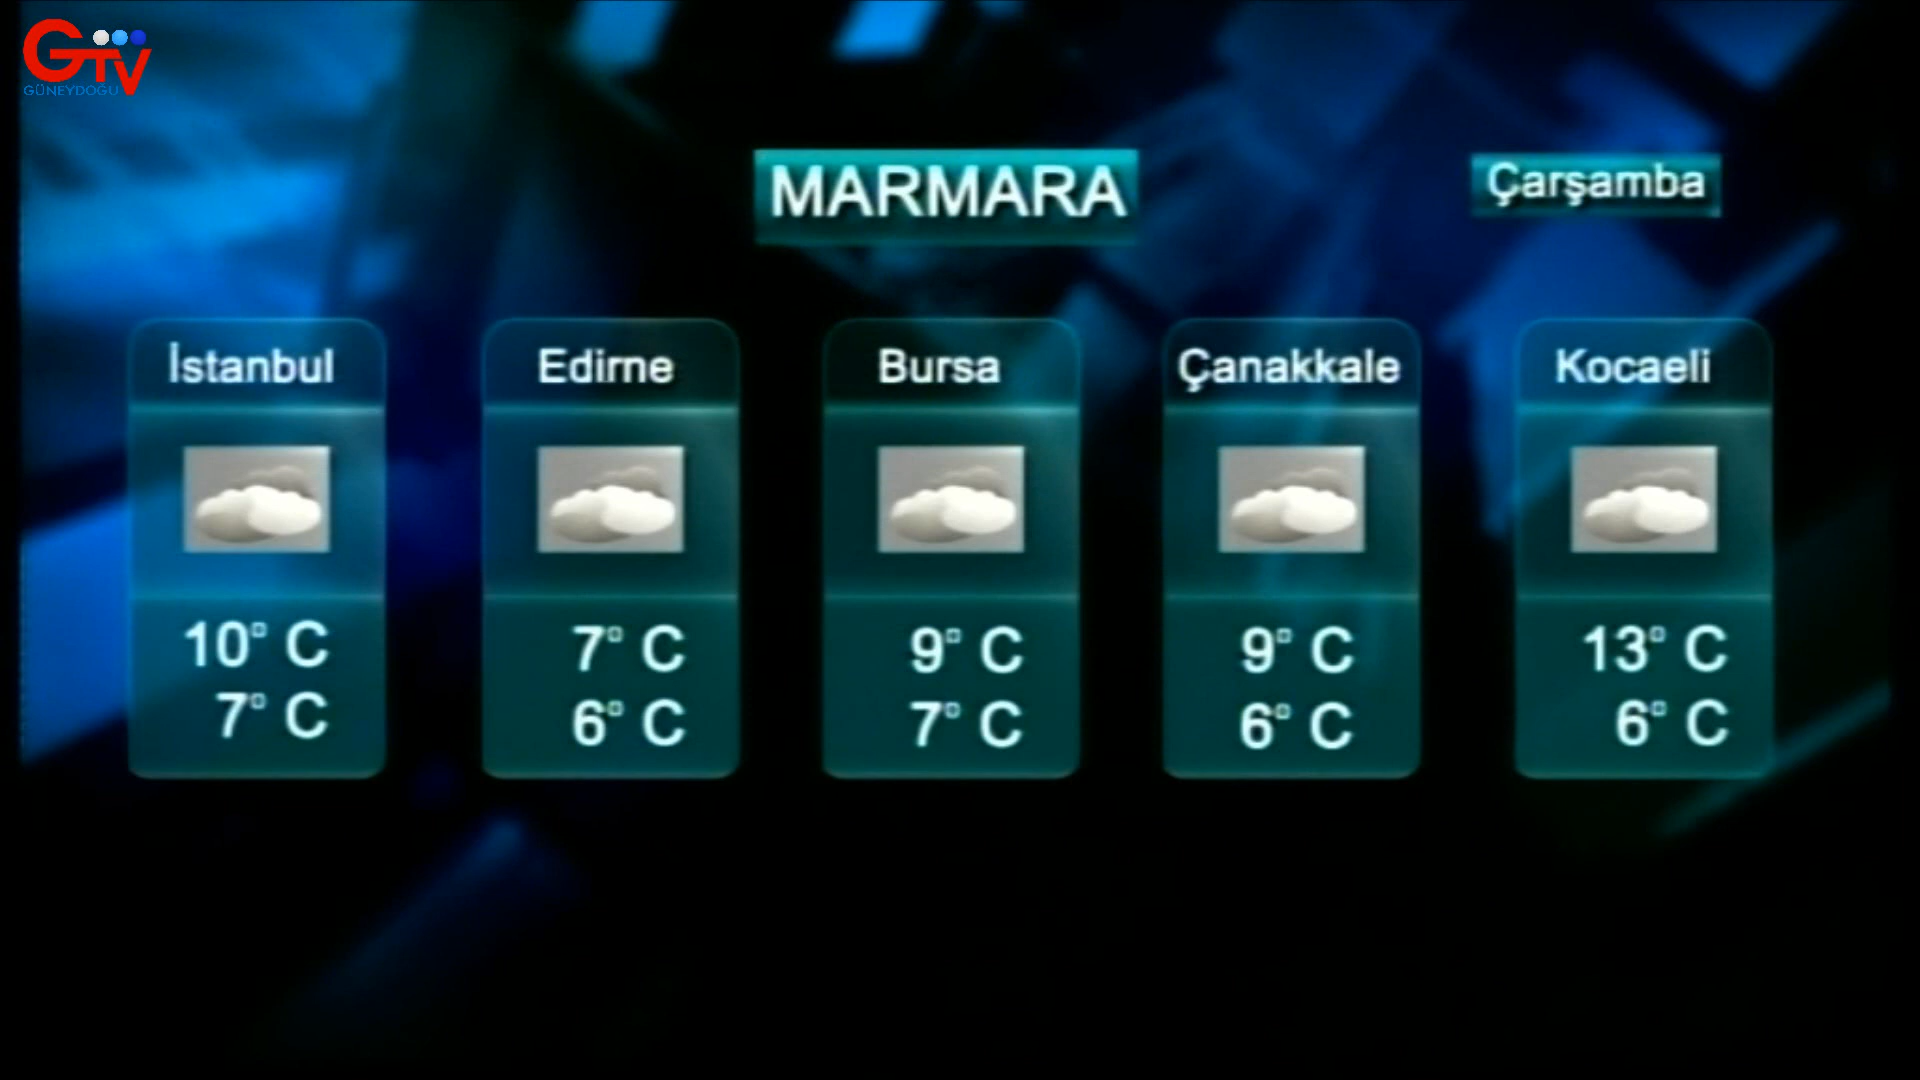 GTV
GÜNEYDOĞU
MARMARA
Çarşamba
İstanbul
10° C
7° C
Edirne
7° C
6° C
Bursa
9° C
7° C
Çanakkale
9° C
6° C
Kocaeli
13° C
6° C